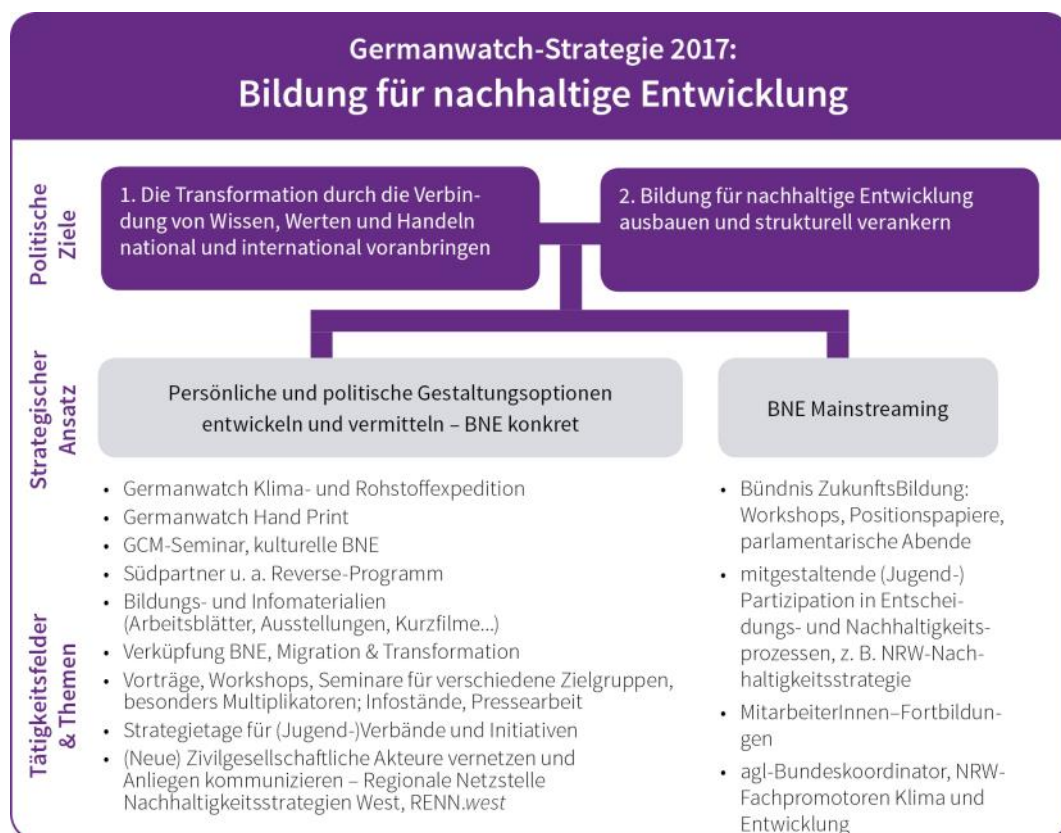 Germanwatch-Strategie 2017:
Bildung für nachhaltige Entwicklung
Politische
Ziele
1. Die Transformation durch die Verbin-
dung von Wissen, Werten und Handeln
national und international voranbringen
2. Bildung für nachhaltige Entwicklung
ausbauen und strukturell verankern
Strategischer
Ansatz
Persönliche und politische Gestaltungsoptionen
entwickeln und vermitteln – BNE konkret
BNE Mainstreaming
Tätigkeitsfelder
& Themen
• Germanwatch Klima- und Rohstoffexpedition
• Germanwatch Hand Print
• GCM-Seminar, kulturelle BNE
• Südpartner u. a. Reverse-Programm
• Bildungs- und Infomaterialien
(Arbeitsblätter, Ausstellungen, Kurzfilme...)
• Verküpfung BNE, Migration & Transformation
• Vorträge, Workshops, Seminare für verschiedene Zielgruppen,
besonders Multiplikatoren; Infostände, Pressearbeit
• Strategietage für (Jugend-)Verbände und Initiativen
• (Neue) Zivilgesellschaftliche Akteure vernetzen und
Anliegen kommunizieren – Regionale Netzstelle
Nachhaltigkeitsstrategien West, RENN.west
• Bündnis ZukunftsBildung:
Workshops, Positionspapiere,
parlamentarische Abende
• mitgestaltende (Jugend-)
Partizipation in Entschei-
dungs- und Nachhaltigkeits-
prozessen, z. B. NRW-Nach-
haltigkeitsstrategie
• MitarbeiterInnen–Fortbildun-
gen
• agl-Bundeskoordinator, NRW-
Fachpromotoren Klima und
Entwicklung